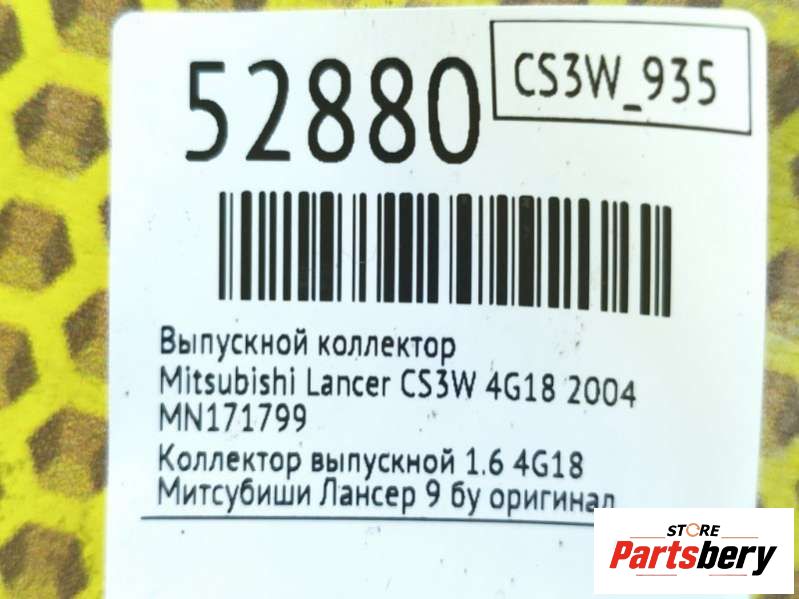 52880
CS3W_935
Выпускной коллектор
Mitsubishi Lancer CS3W 4G18 2004
MN171799
Коллектор выпускной 1.6 4G18
Митсубиши Лансер 9 бу оригинал
STORE
Partsbery